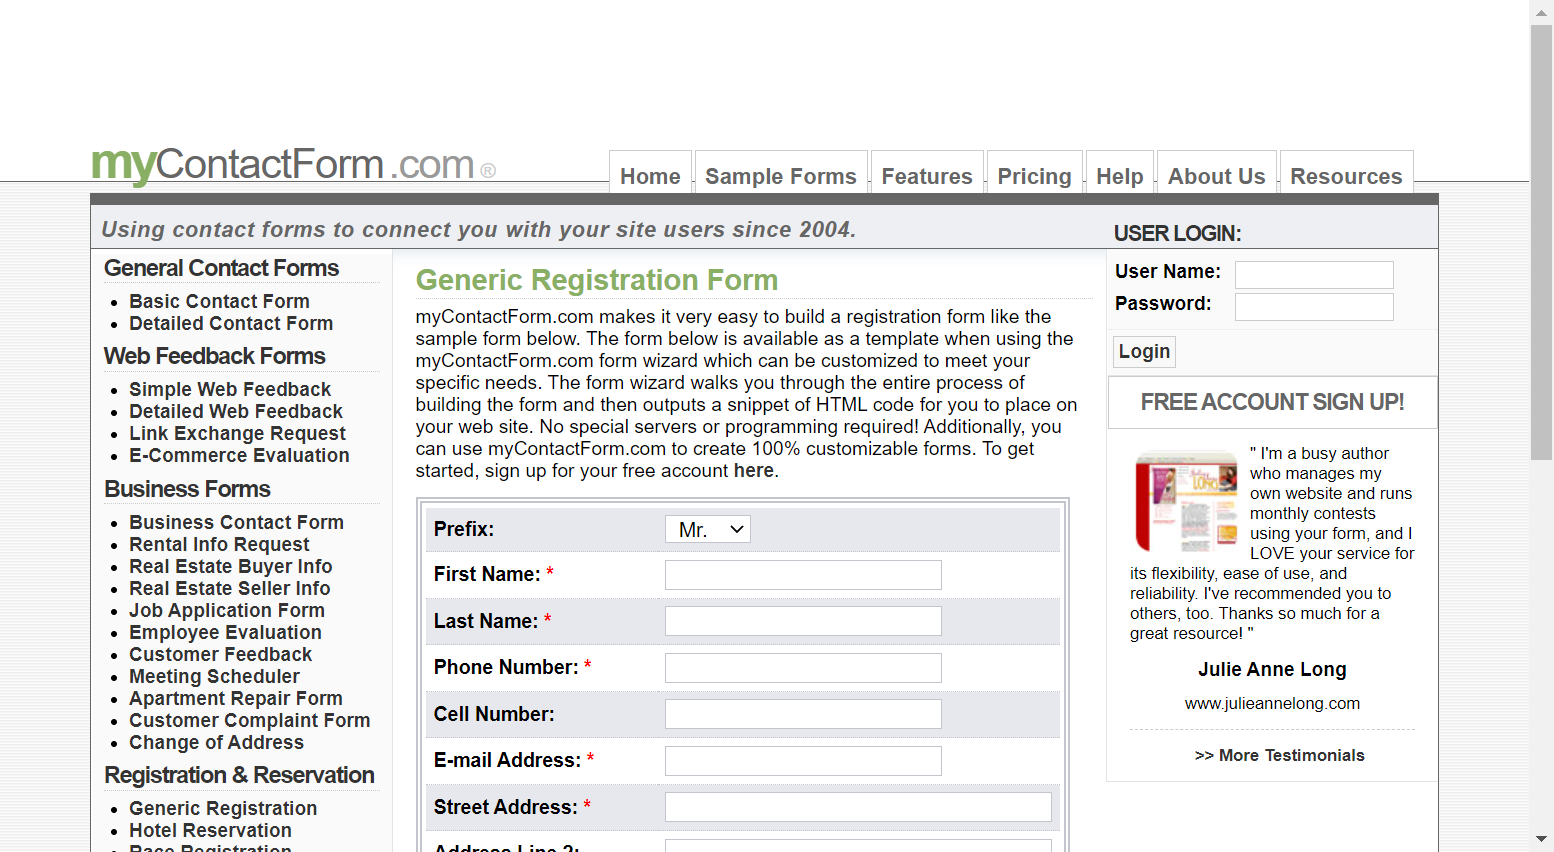 myContactForm.com®
Home
Sample Forms
Features
Pricing
Help
About Us
Resources
Using contact forms to connect you with your site users since 2004.
USER LOGIN:
General Contact Forms
Basic Contact Form
Detailed Contact Form
Web Feedback Forms
Simple Web Feedback
Detailed Web Feedback
Link Exchange Request
E-Commerce Evaluation
Business Forms
Business Contact Form
Rental Info Request
Real Estate Buyer Info
Real Estate Seller Info
Job Application Form
Employee Evaluation
Customer Feedback
Meeting Scheduler
Apartment Repair Form
Customer Complaint Form
Change of Address
Registration & Reservation
Generic Registration
Hotel Reservation
Race Registration
Generic Registration Form
myContactForm.com makes it very easy to build a registration form like the
sample form below. The form below is available as a template when using the
myContactForm.com form wizard which can be customized to meet your
specific needs. The form wizard walks you through the entire process of
building the form and then outputs a snippet of HTML code for you to place on
your web site. No special servers or programming required! Additionally, you
can use myContactForm.com to create 100% customizable forms. To get
started, sign up for your free account here.
Prefix: Mr.
First Name: *
Last Name: *
Phone Number: *
Cell Number:
E-mail Address: *
Street Address: *
Address Line 2:
User Name:
Password:
Login
FREE ACCOUNT SIGN UP!
" I'm a busy author
who manages my
own website and runs
monthly contests
using your form, and I
LOVE your service for
its flexibility, ease of use, and
reliability. I've recommended you to
others, too. Thanks so much for a
great resource! "
Julie Anne Long
www.julieannelong.com
>> More Testimonials